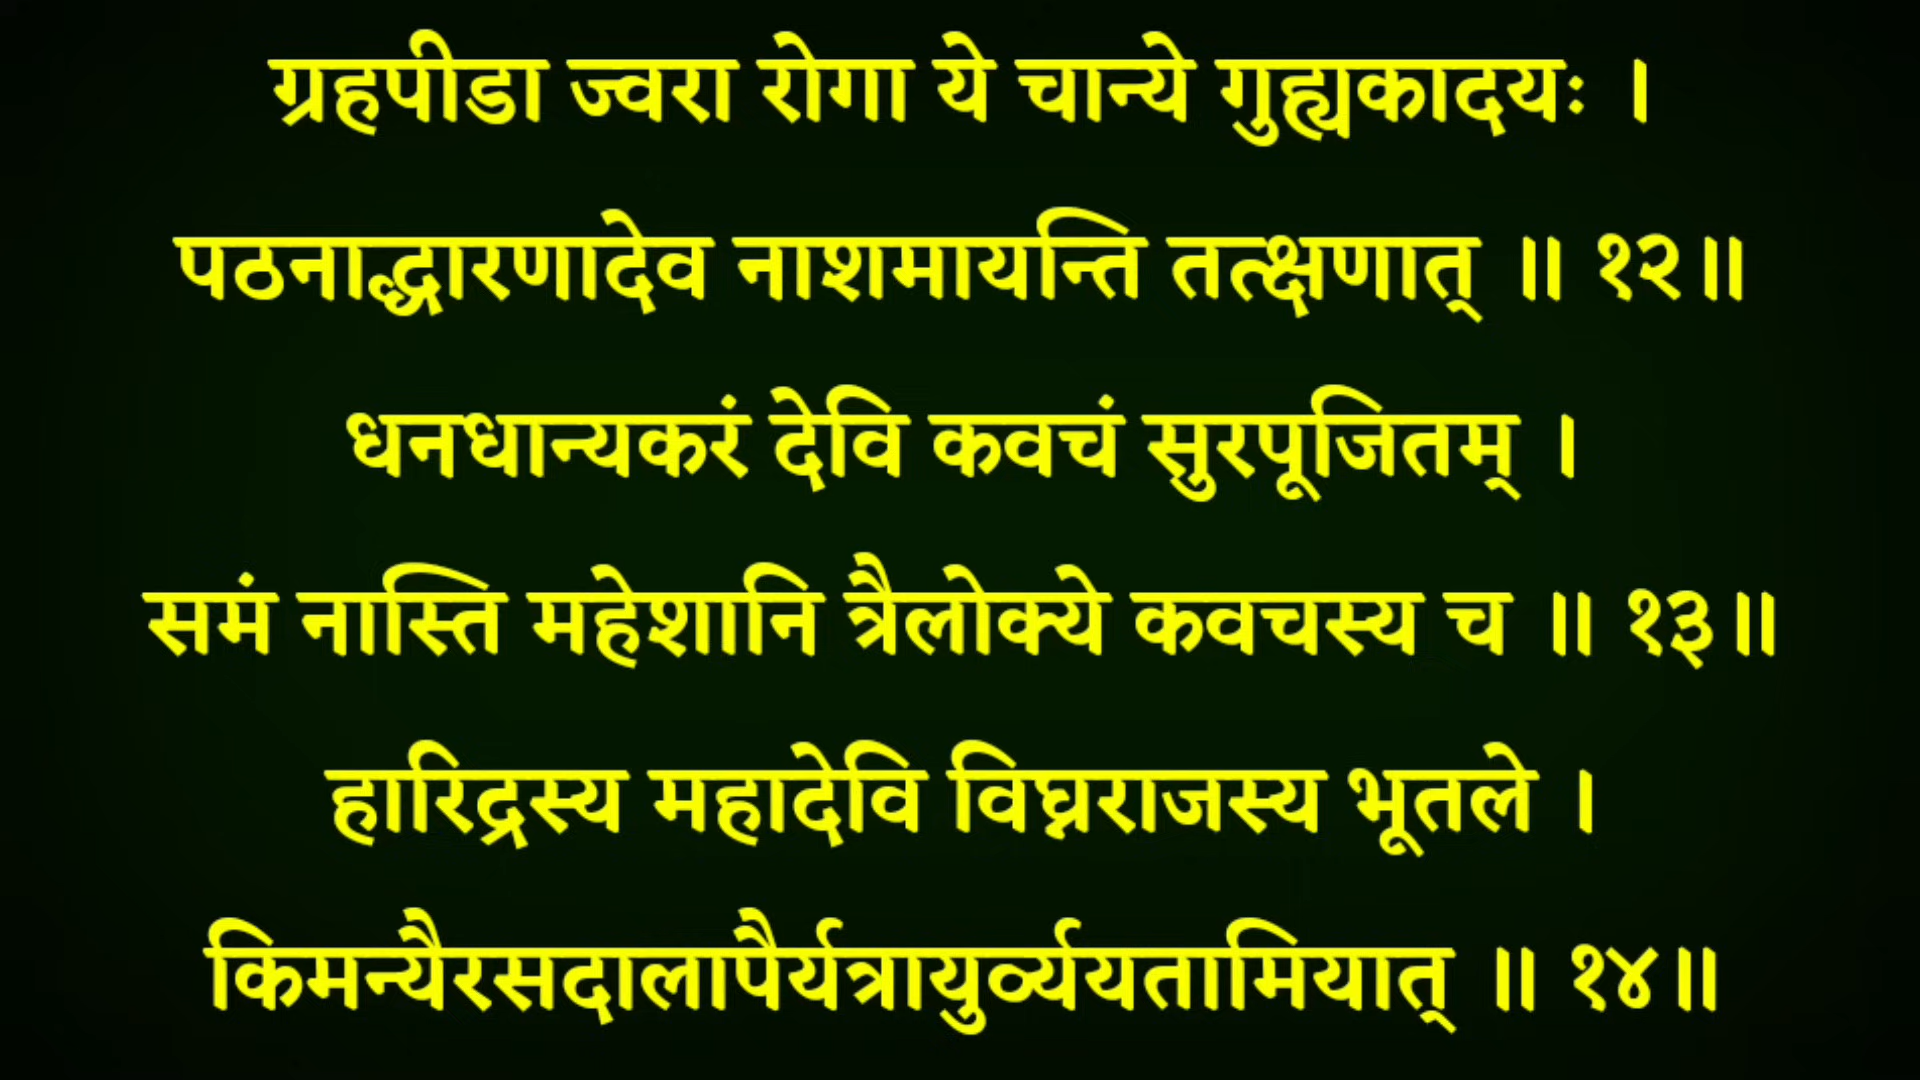 ग्रहपीडा ज्वरा रोगा ये चान्ये गुह्यकादयः ।
पठनाद्धारणादेव नाशमायन्ति तत्क्षणात् ॥ १२॥
धनधान्यकरं देवि कवचं सुरपूजितम् ।
समं नास्ति महेशानि त्रैलोक्ये कवचस्य च ॥ १३॥
हारिद्रस्य महादेवि विघ्नराजस्य भूतले ।
किमन्यैरसदालापैर्यत्रायुर्व्ययतामियात् ॥ १४॥